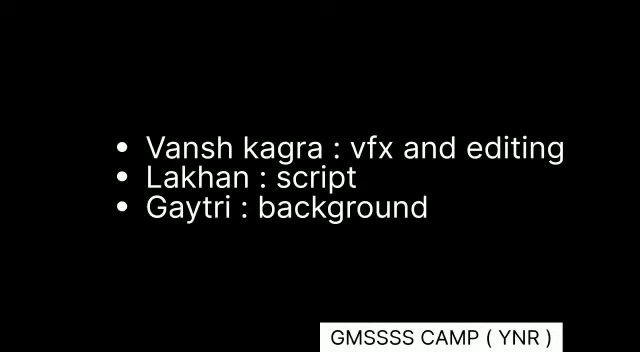 • Vansh kagra : vfx and editing
• Lakhan : script
• Gaytri : background
GMSSSS CAMP ( YNR )